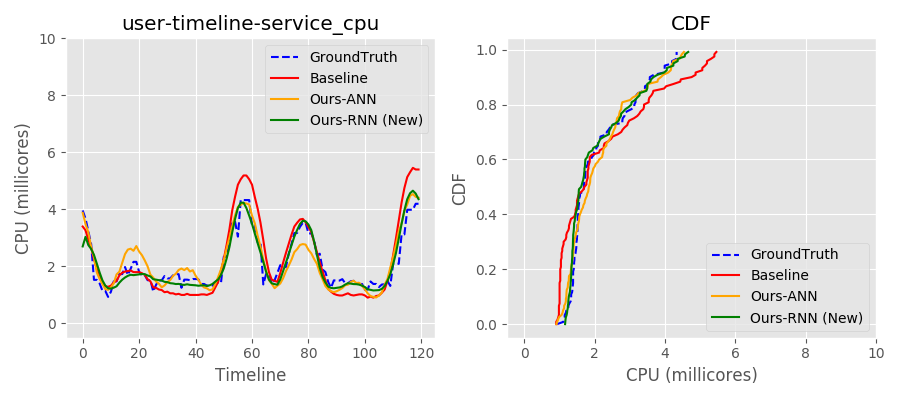 user-timeline-service_cpu
10
8
6
4
2
0
0
20
40
60
80
100
120
CPU (millicores)
Timeline
GroundTruth
Baseline
Ours-ANN
Ours-RNN (New)
CDF
1.0
0.8
0.6
0.4
0.2
0.0
0
2
4
6
8
10
CDF
CPU (millicores)
GroundTruth
Baseline
Ours-ANN
Ours-RNN (New)